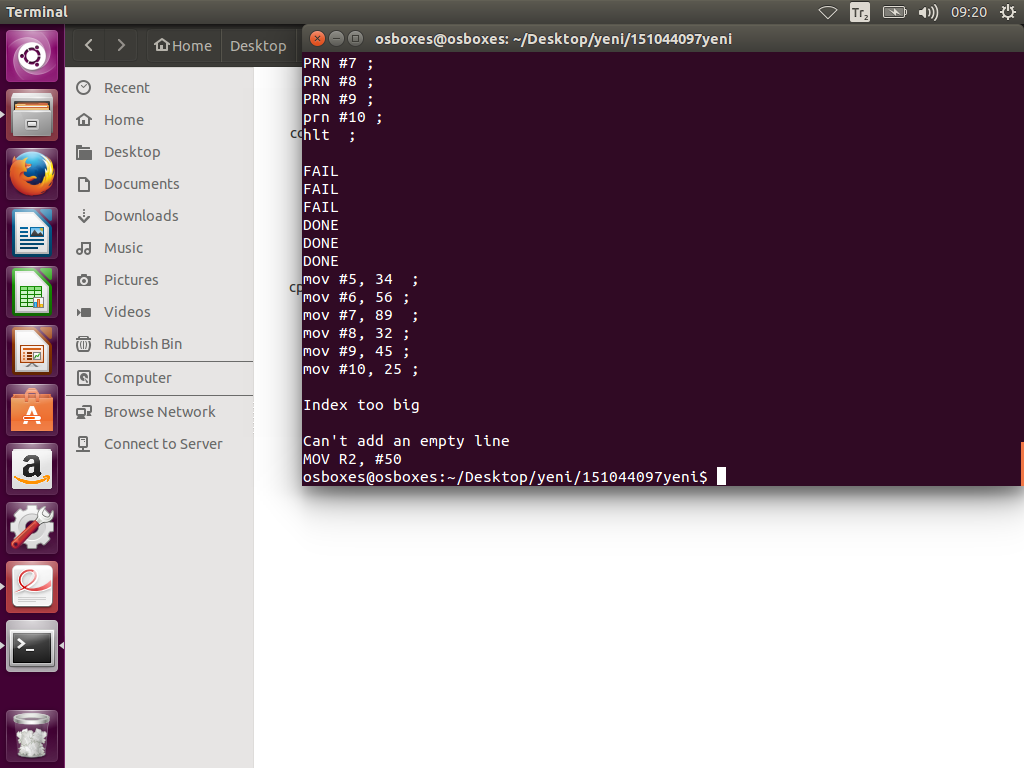 Terminal
Tr2
09:20
Home
Desktop
osboxes@osboxes: ~/Desktop/yeni/151044097yeni
Recent
Home
Desktop
Documents
Downloads
Music
Pictures
Videos
Rubbish Bin
Computer
Browse Network
Connect to Server
cp
PRN #7 ;
PRN #8 ;
PRN #9 ;
prn #10 ;
hlt  ;
FAIL
FAIL
FAIL
DONE
DONE
DONE
mov #5, 34  ;
mov #6, 56 ;
mov #7, 89  ;
mov #8, 32 ;
mov #9, 45 ;
mov #10, 25 ;
Index too big
Can't add an empty line
MOV R2, #50
osboxes@osboxes:~/Desktop/yeni/151044097yeni$